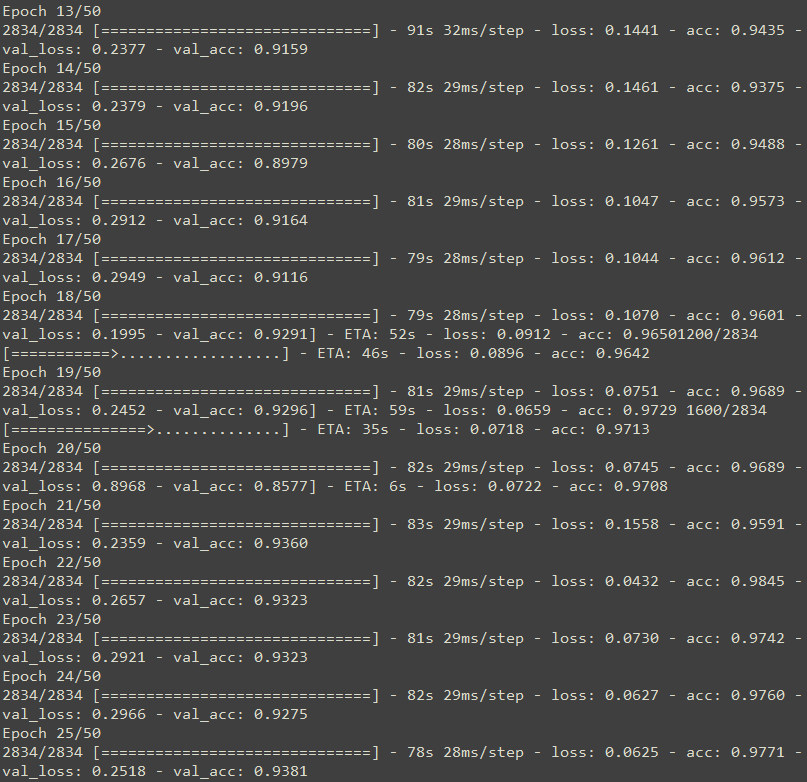 Epoch 13/50
2834/2834 [==============================] - 91s 32ms/step - loss: 0.1441 - acc: 0.9435 -
val_loss: 0.2377 - val_acc: 0.9159
Epoch 14/50
2834/2834 [==============================] - 82s 29ms/step - loss: 0.1461 - acc: 0.9375 -
val_loss: 0.2379 - val_acc: 0.9196
Epoch 15/50
2834/2834 [==============================] - 80s 28ms/step - loss: 0.1261 - acc: 0.9488 -
val_loss: 0.2676 - val_acc: 0.8979
Epoch 16/50
2834/2834 [==============================] - 81s 29ms/step - loss: 0.1047 - acc: 0.9573 -
val_loss: 0.2912 - val_acc: 0.9164
Epoch 17/50
2834/2834 [==============================] - 79s 28ms/step - loss: 0.1044 - acc: 0.9612 -
val_loss: 0.2949 - val_acc: 0.9116
Epoch 18/50
2834/2834 [==============================] - 79s 28ms/step - loss: 0.1070 - acc: 0.9601 -
val_loss: 0.1995 - val_acc: 0.9291] - ETA: 52s - loss: 0.0912 - acc: 0.96501200/2834
[===========>..................] - ETA: 46s - loss: 0.0896 - acc: 0.9642
Epoch 19/50
2834/2834 [==============================] - 81s 29ms/step - loss: 0.0751 - acc: 0.9689 -
val_loss: 0.2452 - val_acc: 0.9296] - ETA: 59s - loss: 0.0659 - acc: 0.9729 1600/2834
[===============>..............] - ETA: 35s - loss: 0.0718 - acc: 0.9713
Epoch 20/50
2834/2834 [==============================] - 82s 29ms/step - loss: 0.0745 - acc: 0.9689 -
val_loss: 0.8968 - val_acc: 0.8577] - ETA: 6s - loss: 0.0722 - acc: 0.9708
Epoch 21/50
2834/2834 [==============================] - 83s 29ms/step - loss: 0.1558 - acc: 0.9591 -
val_loss: 0.2359 - val_acc: 0.9360
Epoch 22/50
2834/2834 [==============================] - 82s 29ms/step - loss: 0.0432 - acc: 0.9845 -
val_loss: 0.2657 - val_acc: 0.9323
Epoch 23/50
2834/2834 [==============================] - 81s 29ms/step - loss: 0.0730 - acc: 0.9742 -
val_loss: 0.2921 - val_acc: 0.9323
Epoch 24/50
2834/2834 [==============================] - 82s 29ms/step - loss: 0.0627 - acc: 0.9760 -
val_loss: 0.2966 - val_acc: 0.9275
Epoch 25/50
2834/2834 [==============================] - 78s 28ms/step - loss: 0.0625 - acc: 0.9771 -
val_loss: 0.2518 - val_acc: 0.9381